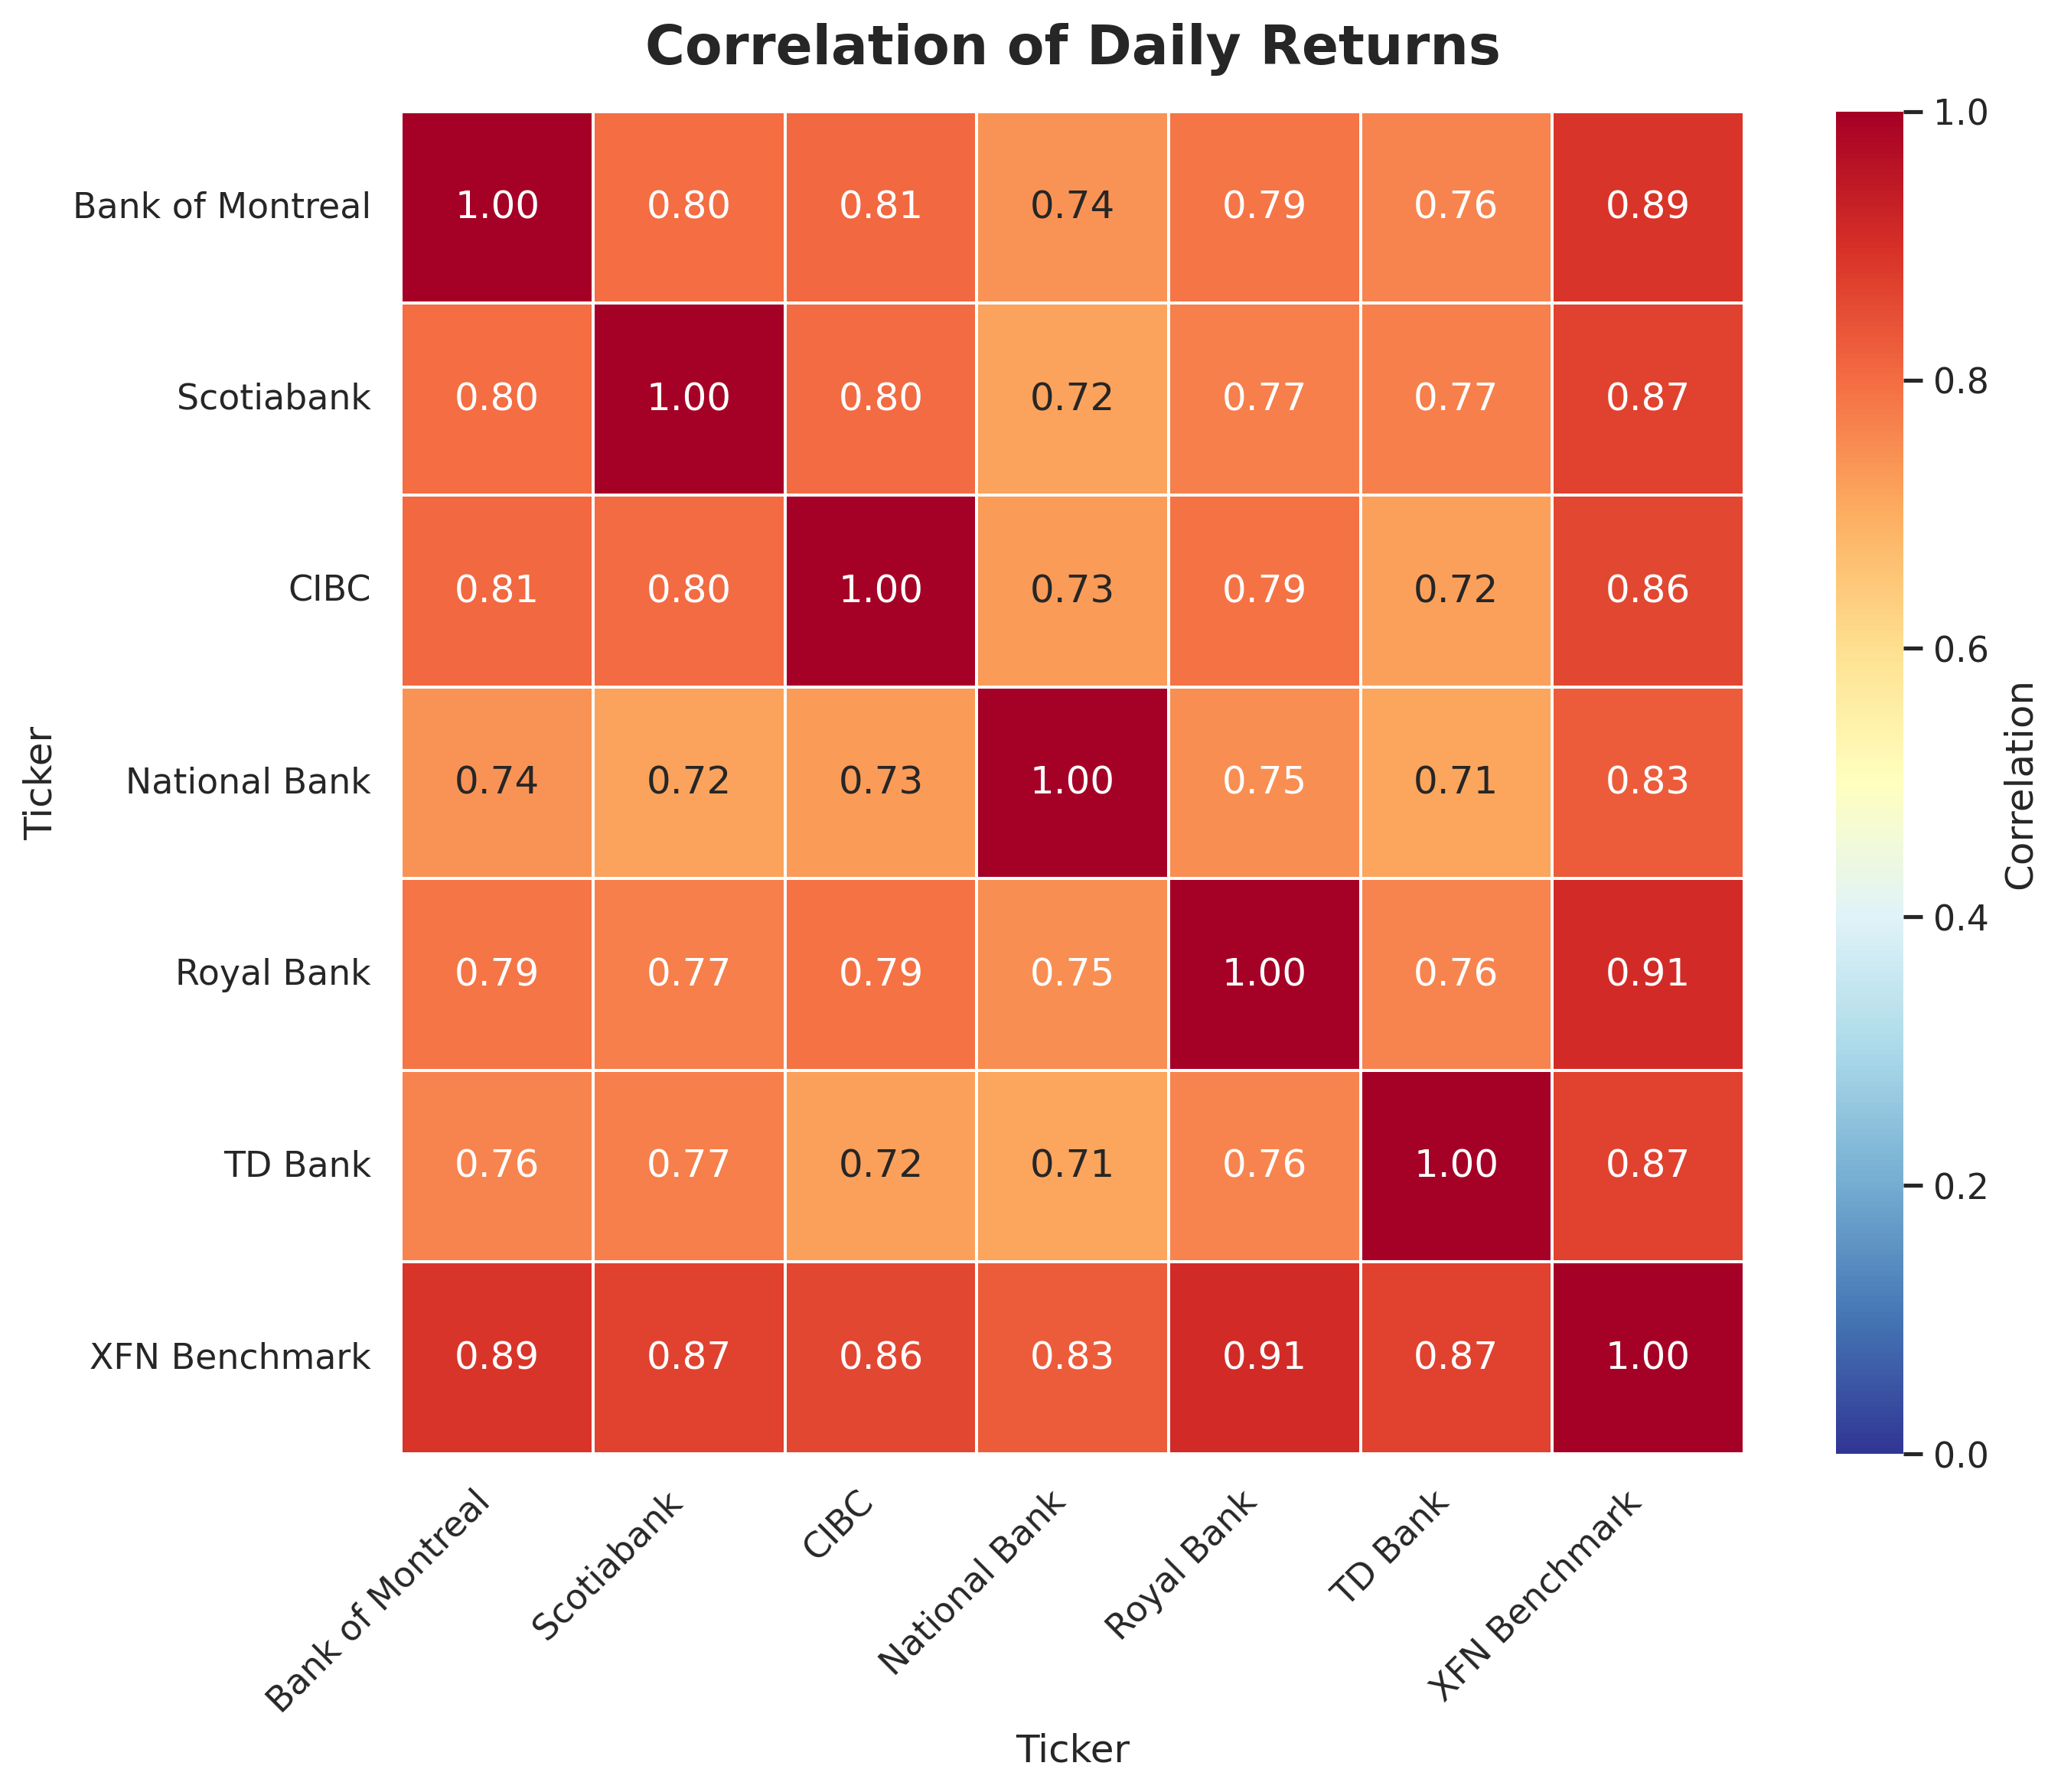 Correlation of Daily Returns
Bank of Montreal 1.00 0.80 0.81 0.74 0.79 0.76 0.89
Scotiabank 0.80 1.00 0.80 0.72 0.77 0.77 0.87
CIBC 0.81 0.80 1.00 0.73 0.79 0.72 0.86
National Bank 0.74 0.72 0.73 1.00 0.75 0.71 0.83
Royal Bank 0.79 0.77 0.79 0.75 1.00 0.76 0.91
TD Bank 0.76 0.77 0.72 0.71 0.76 1.00 0.87
XFN Benchmark 0.89 0.87 0.86 0.83 0.91 0.87 1.00
Ticker
Bank of Montreal
Scotiabank
CIBC
National Bank
Royal Bank
TD Bank
XFN Benchmark
Ticker
1.0
0.8
0.6
0.4
0.2
0.0
Correlation